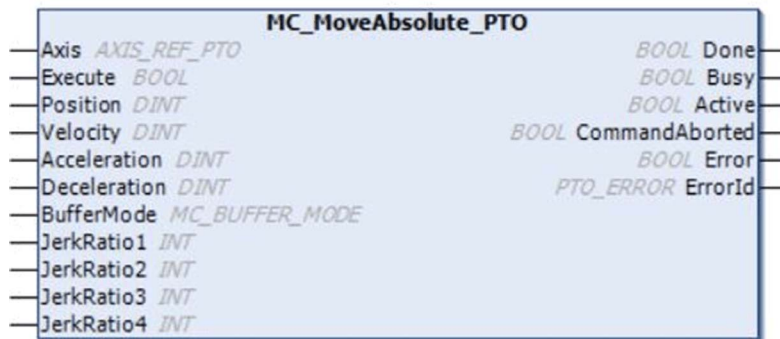 MC_MoveAbsolute_PTO
Axis AXIS_REF_PTO BOOL Done
Execute BOOL BOOL Busy
Position DINT BOOL Active
Velocity DINT BOOL CommandAborted
Acceleration DINT BOOL Error
Deceleration DINT PTO_ERROR ErrorId
BufferMode MC_BUFFER_MODE
JerkRatio1 INT
JerkRatio2 INT
JerkRatio3 INT
JerkRatio4 INT